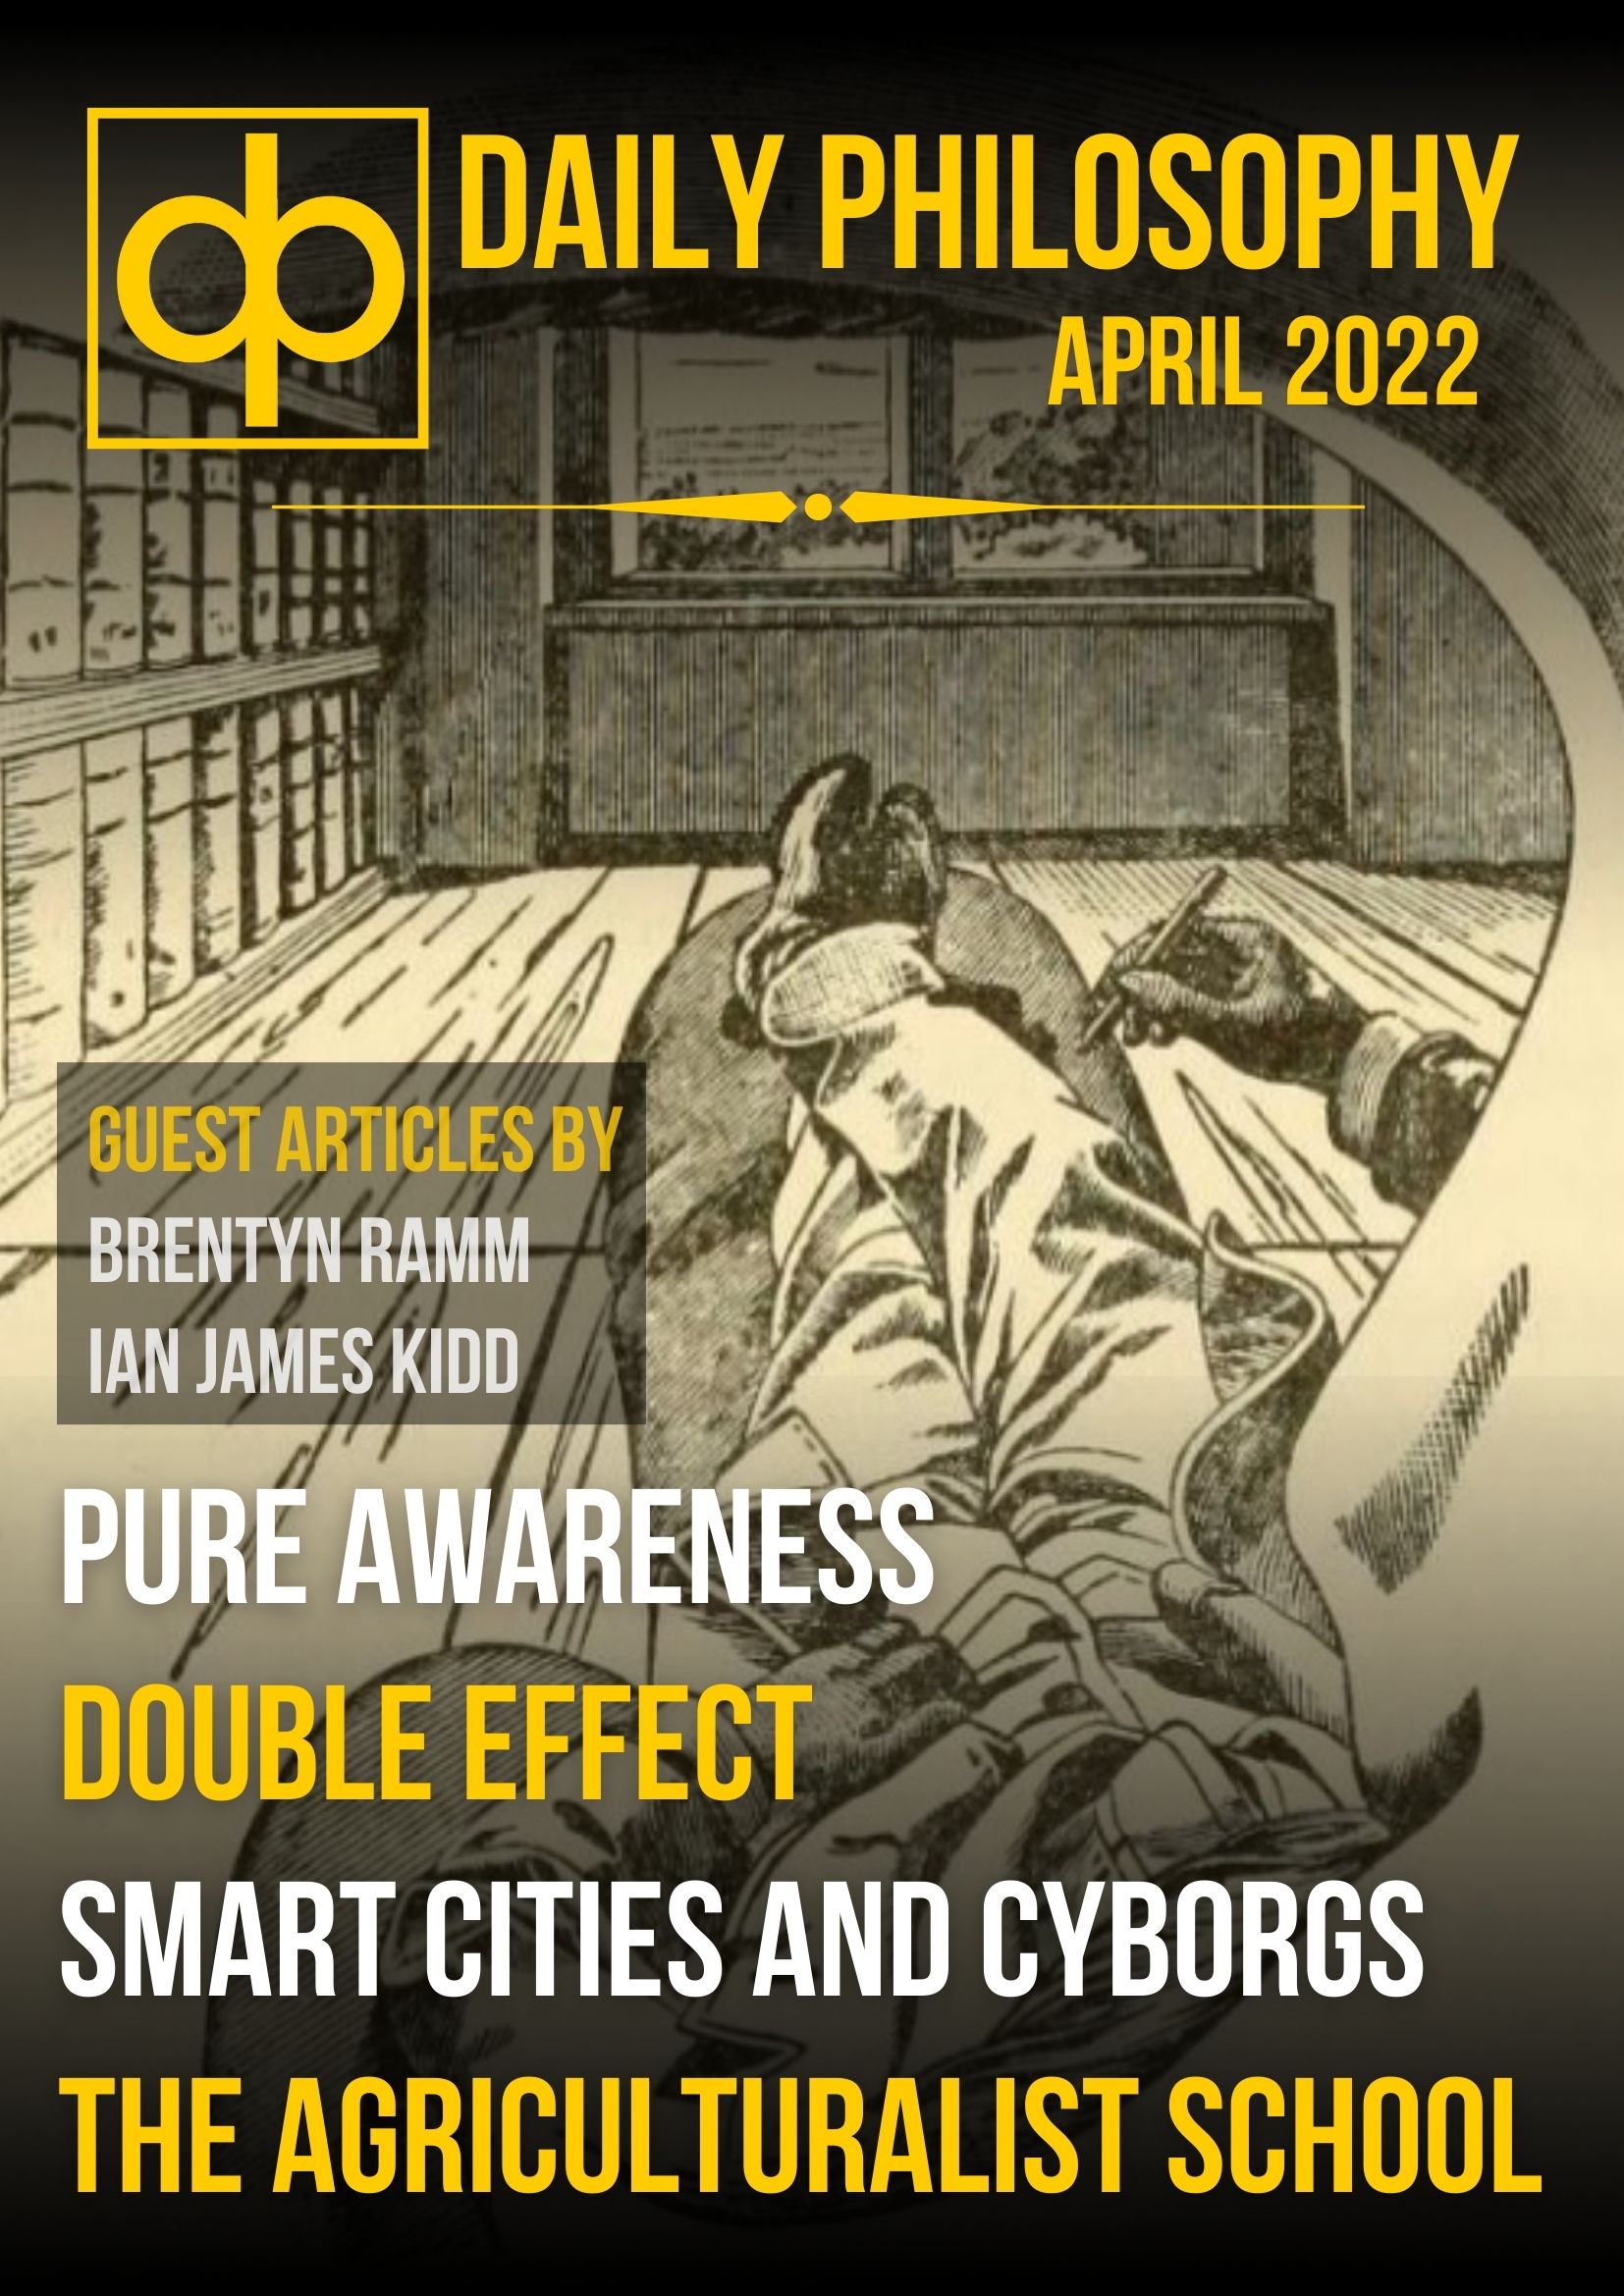 dp
DAILY PHILOSOPHY
APRIL 2022
GUEST ARTICLES BY
BRENTYN RAMM
IAN JAMES KIDD
PURE AWARENESS
DOUBLE EFFECT
SMART CITIES AND CYBORGS
THE AGRICULTURALIST SCHOOL